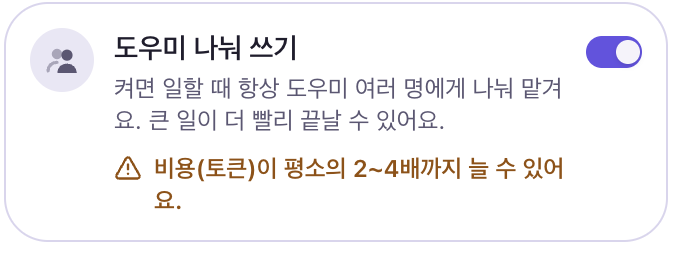 도우미 나눠 쓰기
켜면 일할 때 항상 도우미 여러 명에게 나눠 맡겨
요. 큰 일이 더 빨리 끝날 수 있어요.
비용(토큰)이 평소의 2~4배까지 늘 수 있어
요.